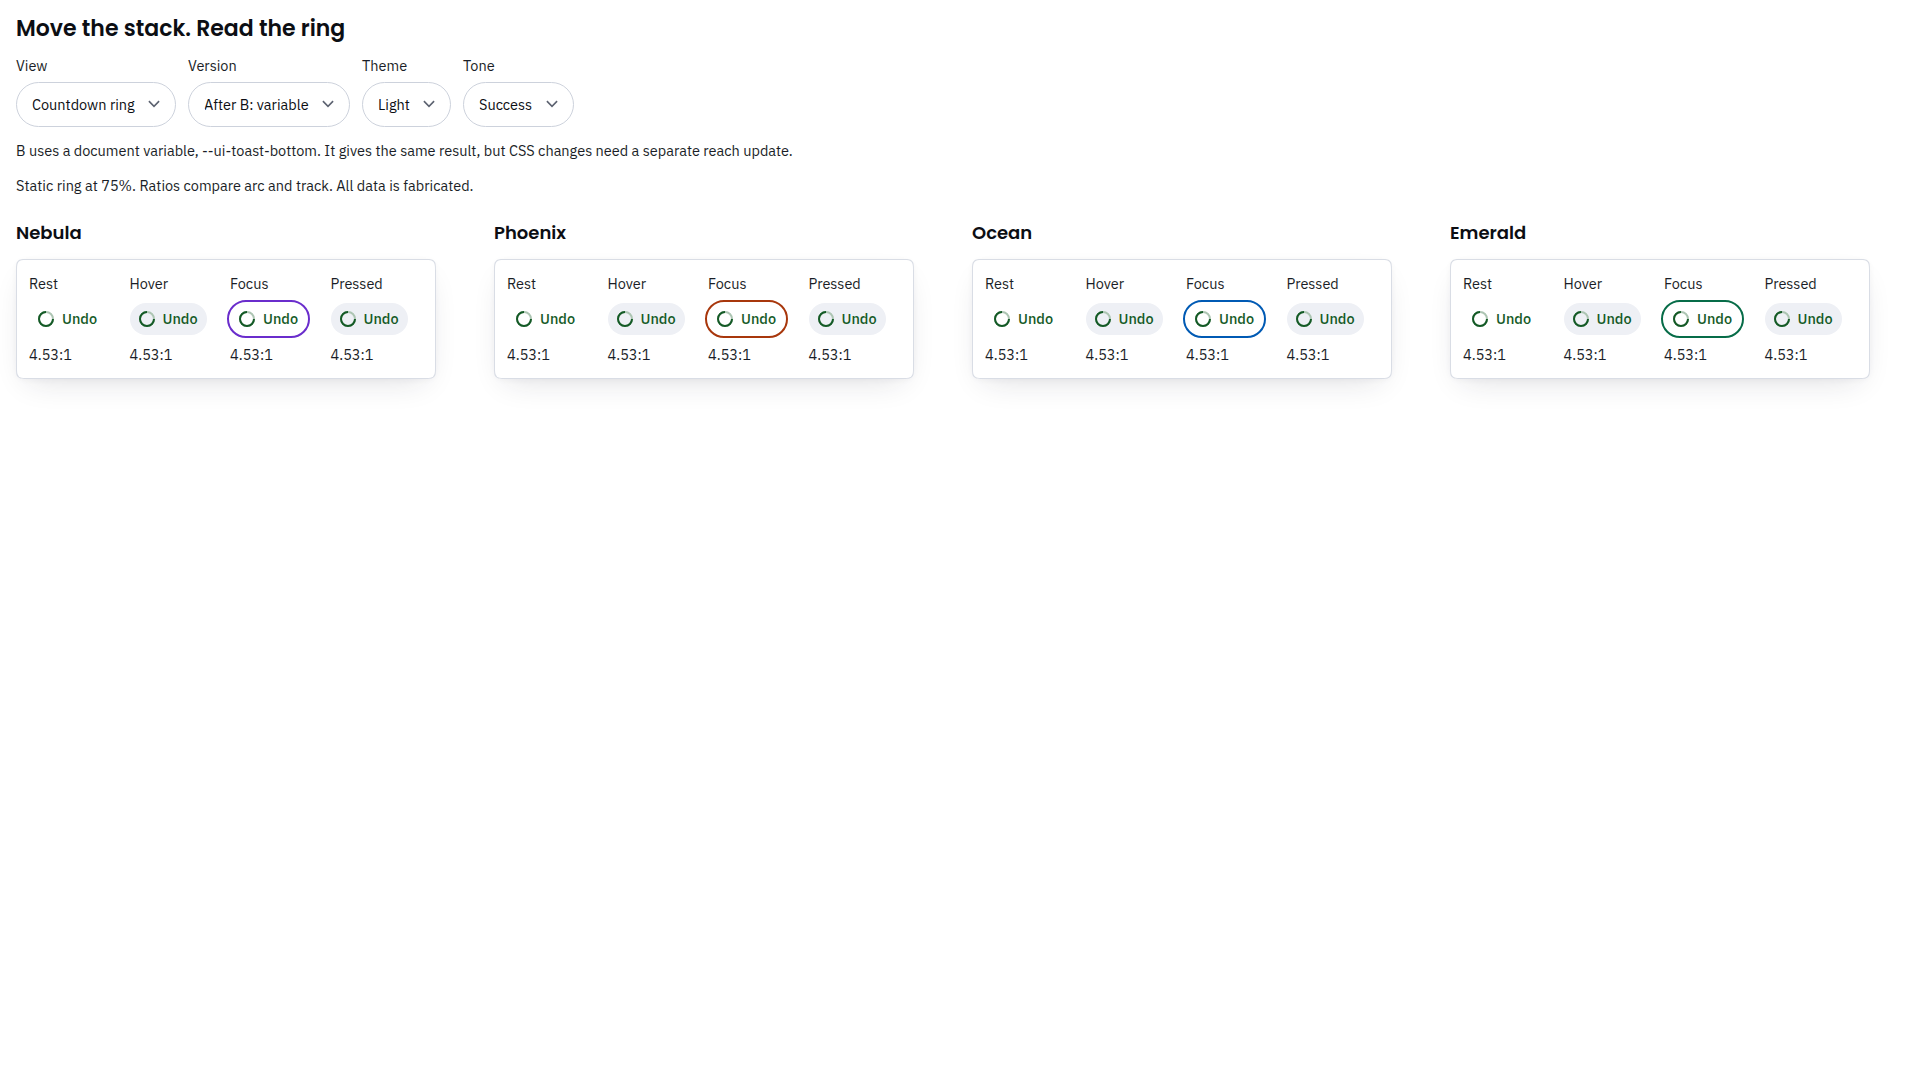 Move the stack. Read the ring
View Version Theme Tone
Countdown ring After B: variable Light Success
B uses a document variable, --ui-toast-bottom. It gives the same result, but CSS changes need a separate reach update.
Static ring at 75%. Ratios compare arc and track. All data is fabricated.
Nebula
Rest Hover Focus Pressed
Undo Undo Undo Undo
4.53:1 4.53:1 4.53:1 4.53:1
Phoenix
Rest Hover Focus Pressed
Undo Undo Undo Undo
4.53:1 4.53:1 4.53:1 4.53:1
Ocean
Rest Hover Focus Pressed
Undo Undo Undo Undo
4.53:1 4.53:1 4.53:1 4.53:1
Emerald
Rest Hover Focus Pressed
Undo Undo Undo Undo
4.53:1 4.53:1 4.53:1 4.53:1